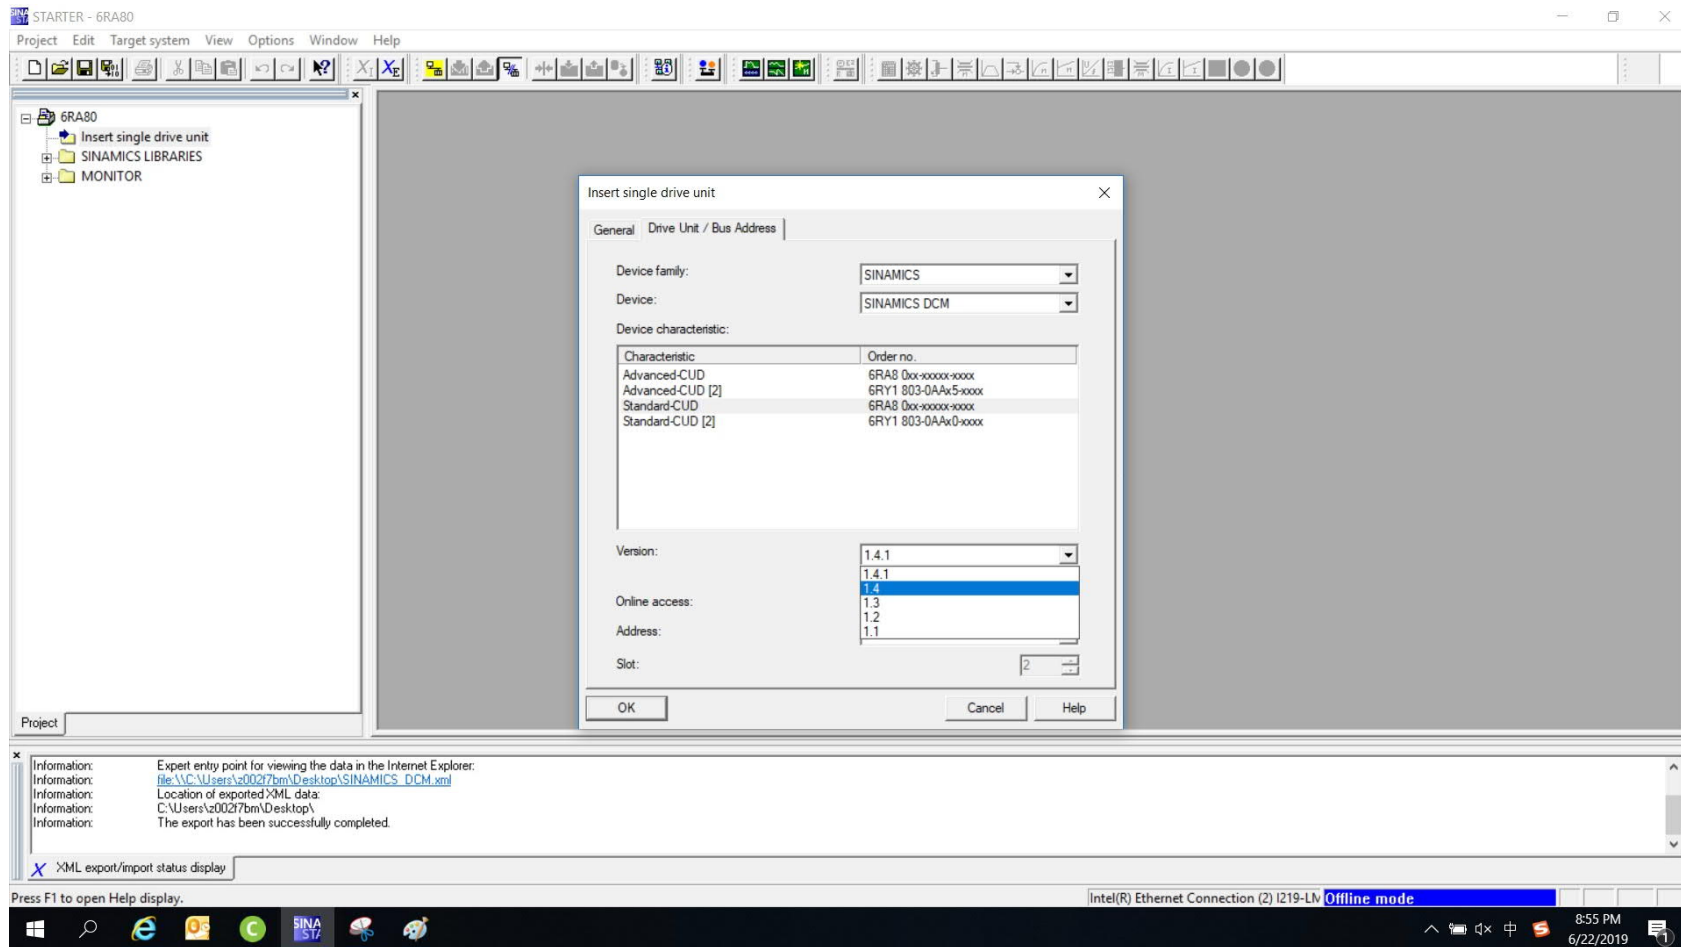 STARTER - 6RA80
Project Edit Target system View Options Window Help
6RA80
Insert single drive unit
SINAMICS LIBRARIES
MONITOR
Project
Insert single drive unit
General Drive Unit / Bus Address
Device family: SINAMICS
Device: SINAMICS DCM
Device characteristic:
Characteristic Order no.
Advanced-CUD 6RA8 0xx-xxxxx-xxxx
Advanced-CUD [2] 6RY1 803-0AAx5-xxxx
Standard-CUD 6RA8 0xx-xxxxx-xxxx
Standard-CUD [2] 6RY1 803-0AAx0-xxxx
Version: 1.4.1
1.4.1
1.4
1.3
1.2
1.1
Online access:
Address:
Slot: 2
OK Cancel Help
Information: Expert entry point for viewing the data in the Internet Explorer:
Information: file:\\C:\Users\z002f7bm\Desktop\SINAMICS_DCM.xml
Information: Location of exported XML data:
Information: C:\Users\z002f7bm\Desktop\
Information: The export has been successfully completed.
XML export/import status display
Press F1 to open Help display.
Intel(R) Ethernet Connection (2) I219-LM Offline mode
中
8:55 PM
6/22/2019